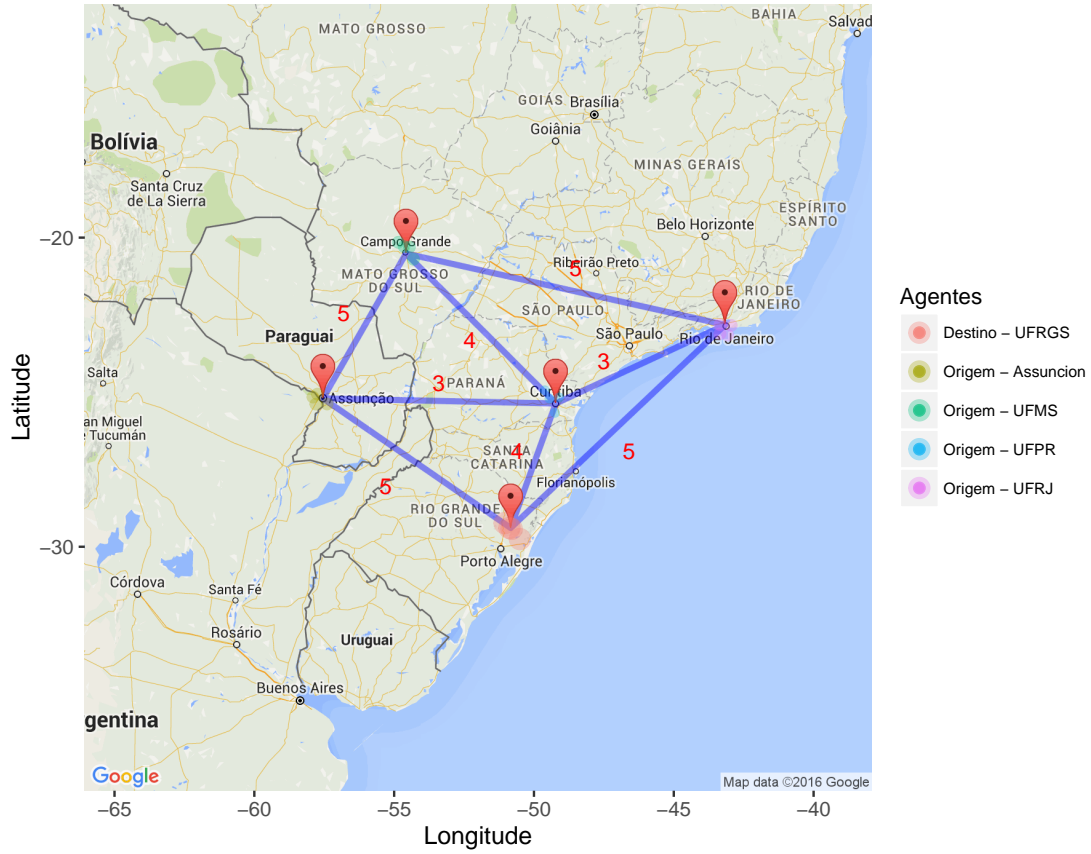 BAHIA
Salvad
MATO GROSSO
GOIÁS
Brasília
Goiânia
Bolívia
MINAS GERAIS
Santa Cruz
de La Sierra
ESPÍRITO
SANTO
Belo Horizonte
−20
Campo Grande
Ribeirão Preto
5
MATO GROSSO
DO SUL
RIO DE
JANEIRO
SÃO PAULO
5
Paraguai
São Paulo
Rio de Janeiro
4
3
Salta
3
PARANÁ
Curitiba
Assunção
an Miguel
e Tucumán
4
5
SANTA
CATARINA
Florianópolis
5
RIO GRANDE
DO SUL
−30
Porto Alegre
Córdova
Santa Fé
Rosário
Uruguai
Buenos Aires
gentina
Google
Map data ©2016 Google
−65
−60
−55
−50
−45
−40
Longitude
Latitude
Agentes
Destino − UFRGS
Origem − Assuncion
Origem − UFMS
Origem − UFPR
Origem − UFRJ